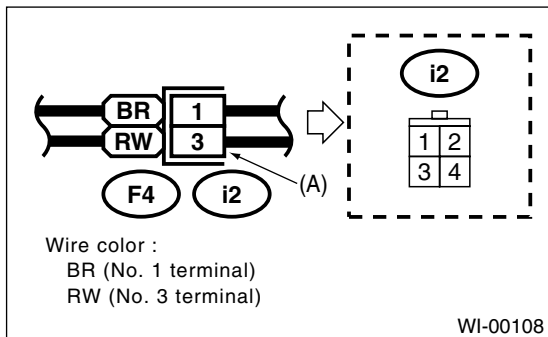 BR 1
RW 3
F4 i2 (A)
i2
1 2
3 4
Wire color :
BR (No. 1 terminal)
RW (No. 3 terminal)
WI-00108